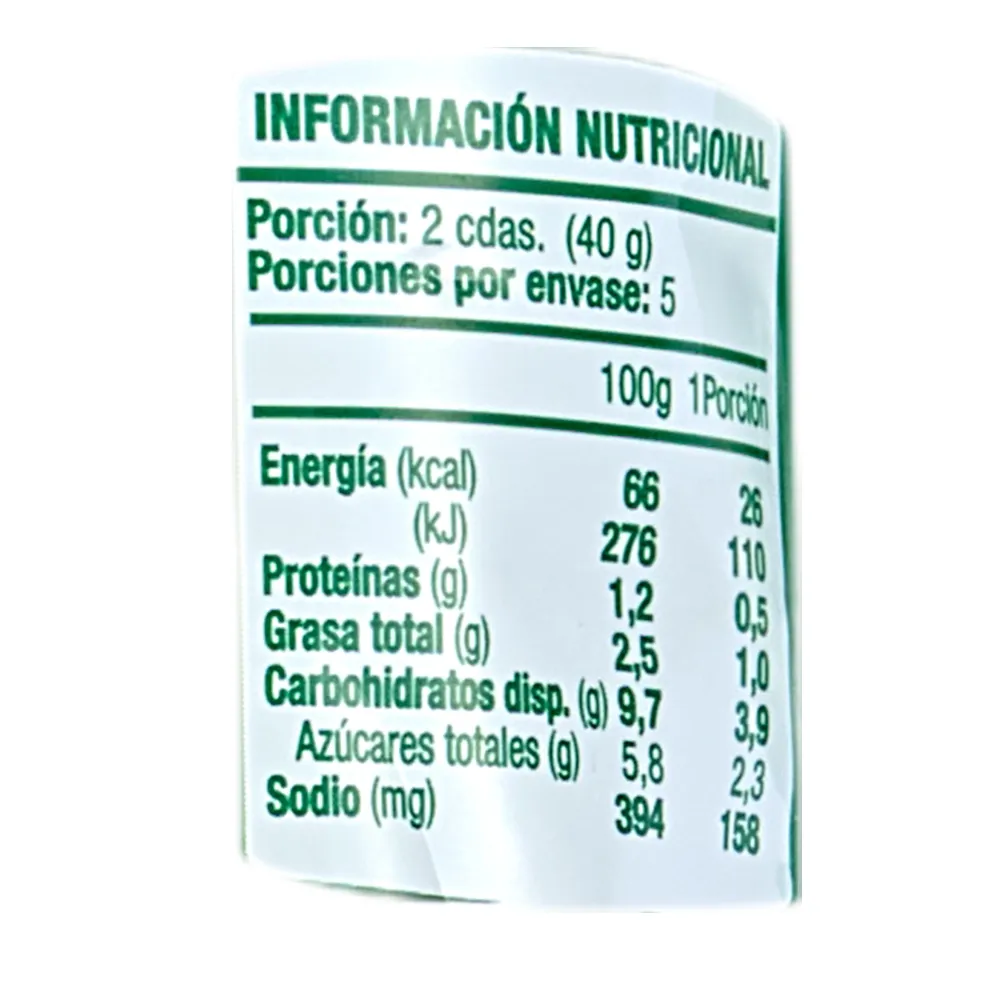 INFORMACIÓN NUTRICIONAL
Porción: 2 cdas. (40 g)
Porciones por envase: 5
100g 1Porción
Energía (kcal) 66 26
(kJ) 276 110
Proteínas (g) 1,2 0,5
Grasa total (g) 2,5 1,0
Carbohidratos disp. (g) 9,7 3,9
Azúcares totales (g) 5,8 2,3
Sodio (mg) 394 158